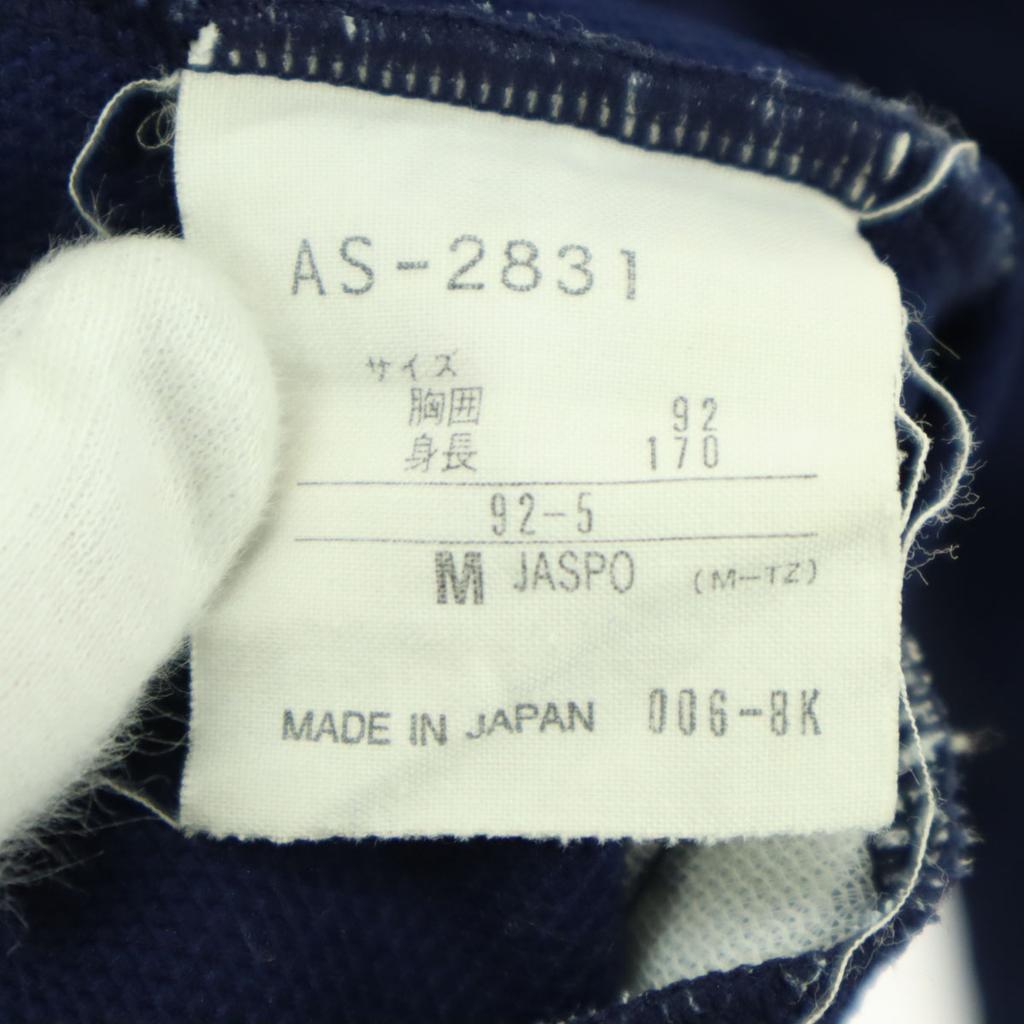 AS-2831
サイズ
胸囲 92
身長 170
92-5
M JASPO (M-TZ)
MADE IN JAPAN 006-8K